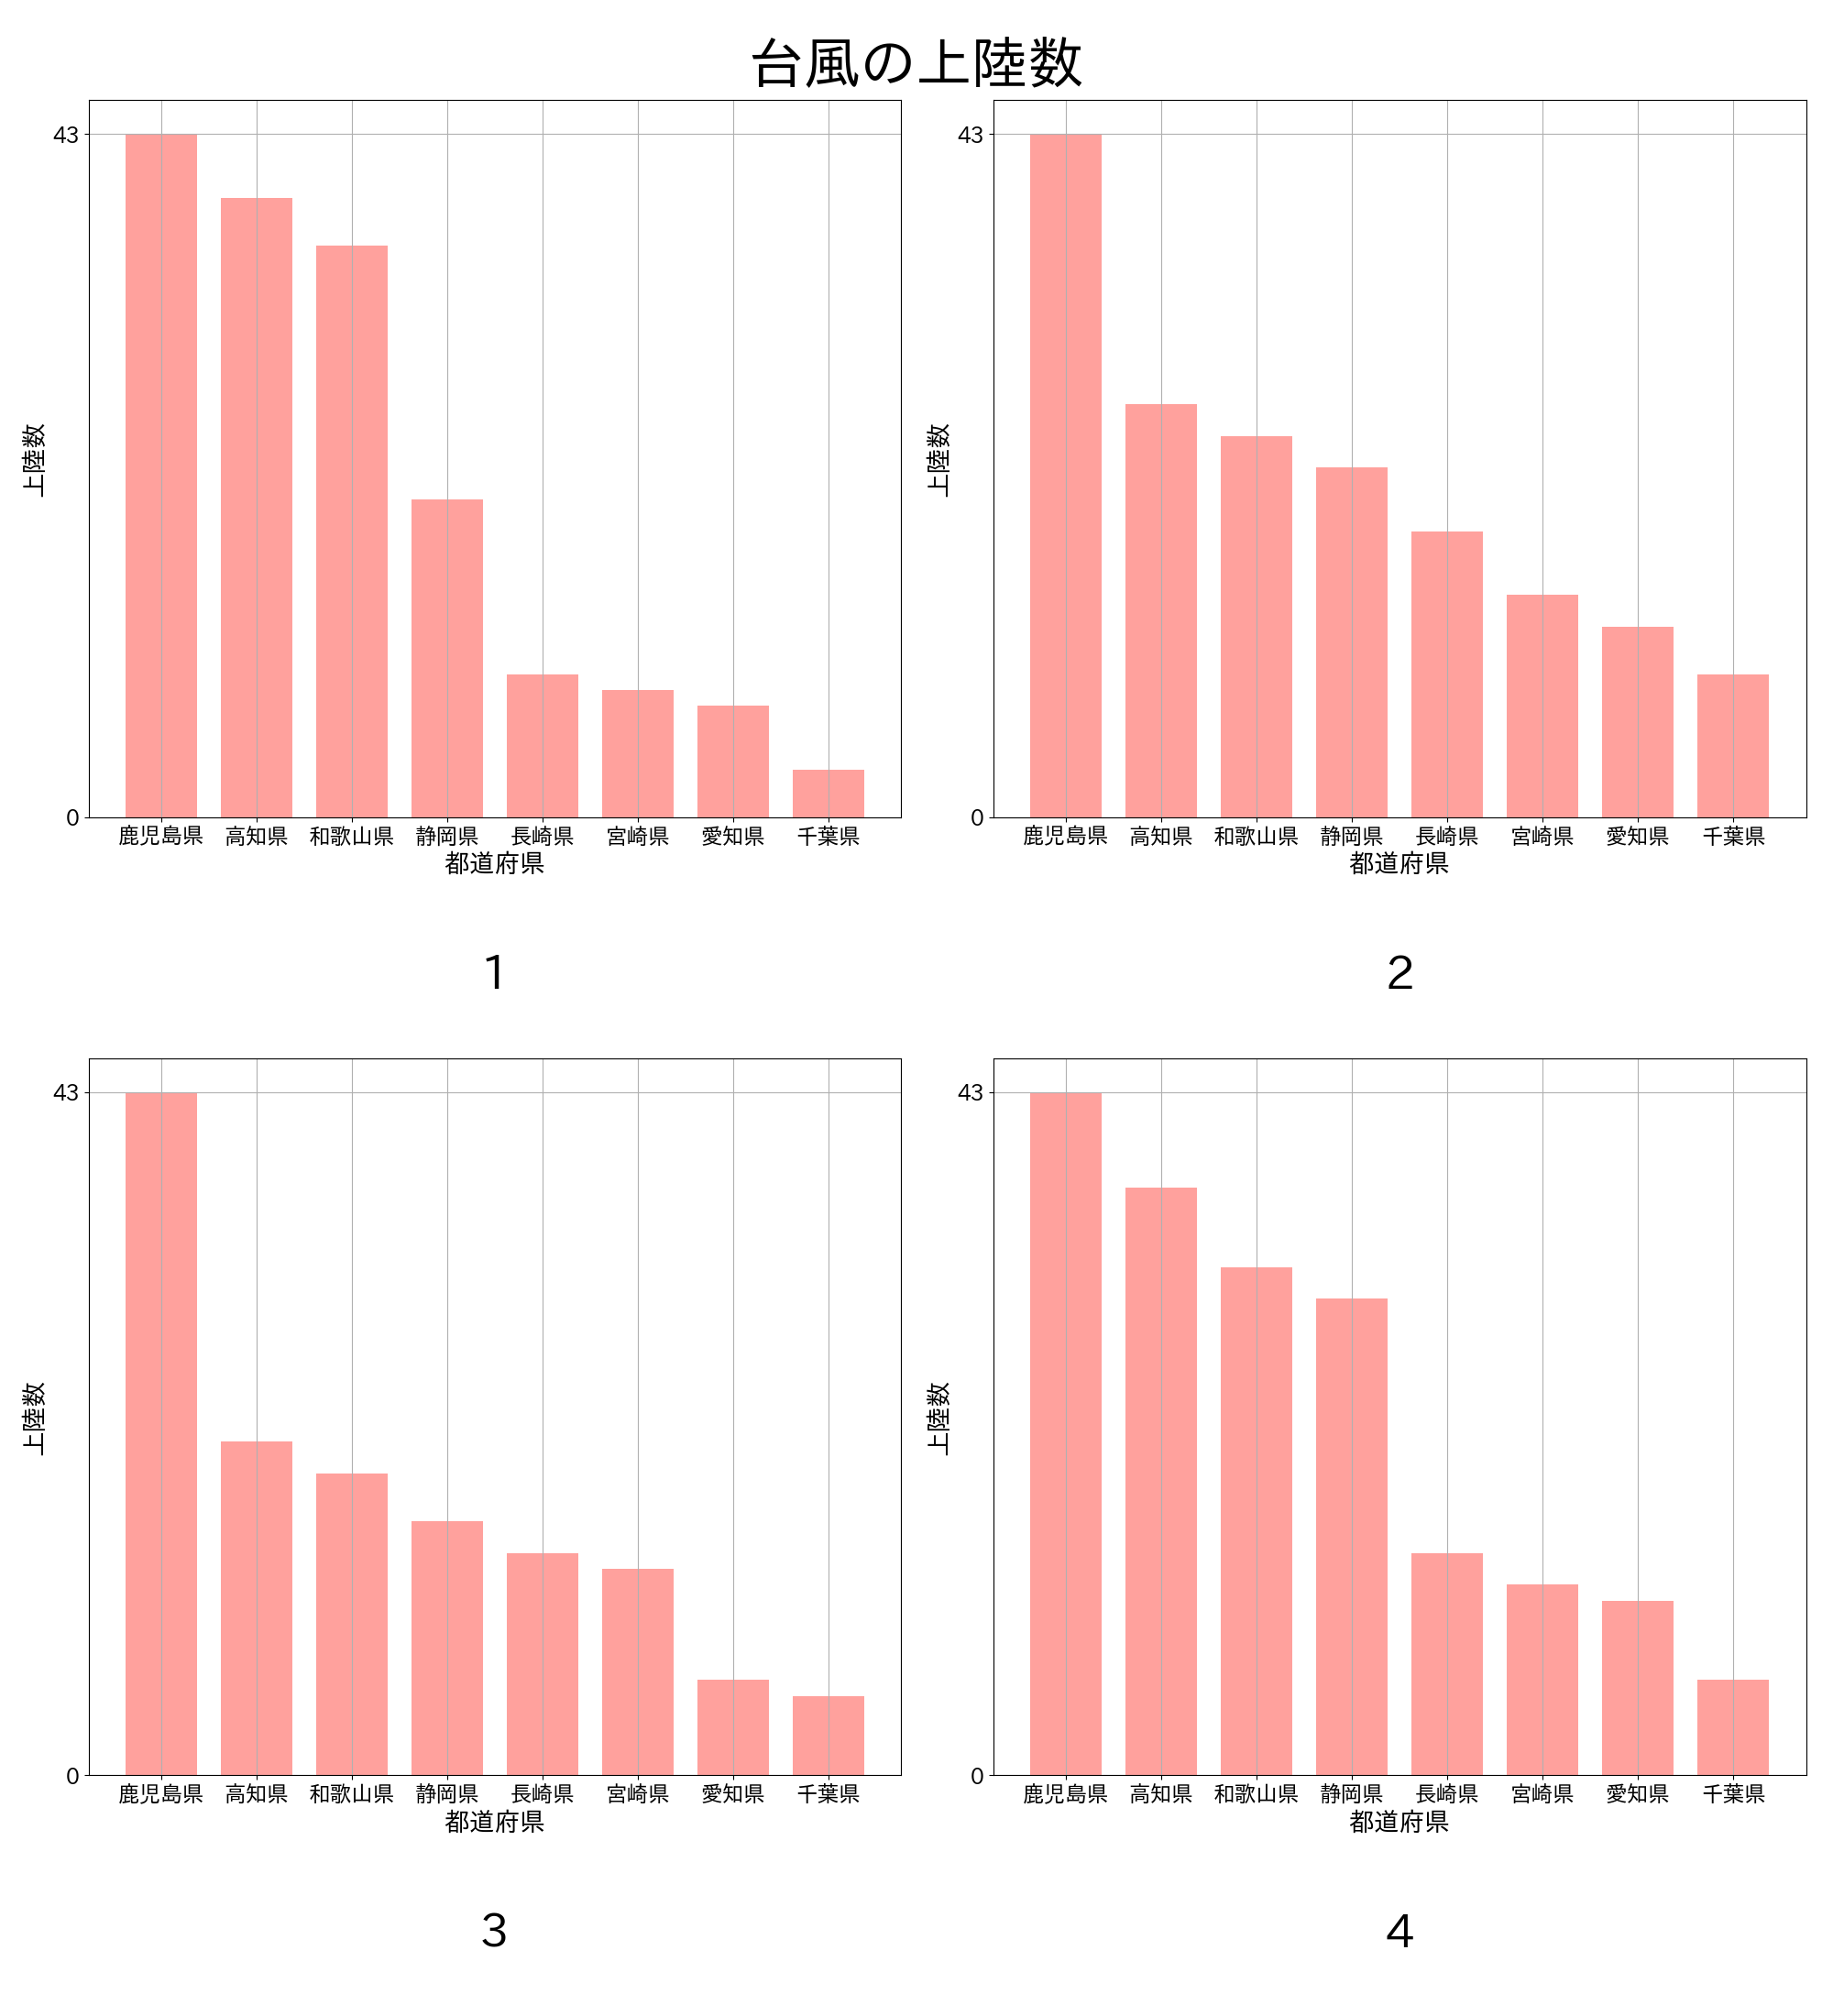 台風の上陸数
43
0
上陸数
鹿児島県 高知県 和歌山県 静岡県 長崎県 宮崎県 愛知県 千葉県
都道府県
1
43
0
上陸数
鹿児島県 高知県 和歌山県 静岡県 長崎県 宮崎県 愛知県 千葉県
都道府県
2
43
0
上陸数
鹿児島県 高知県 和歌山県 静岡県 長崎県 宮崎県 愛知県 千葉県
都道府県
3
43
0
上陸数
鹿児島県 高知県 和歌山県 静岡県 長崎県 宮崎県 愛知県 千葉県
都道府県
4